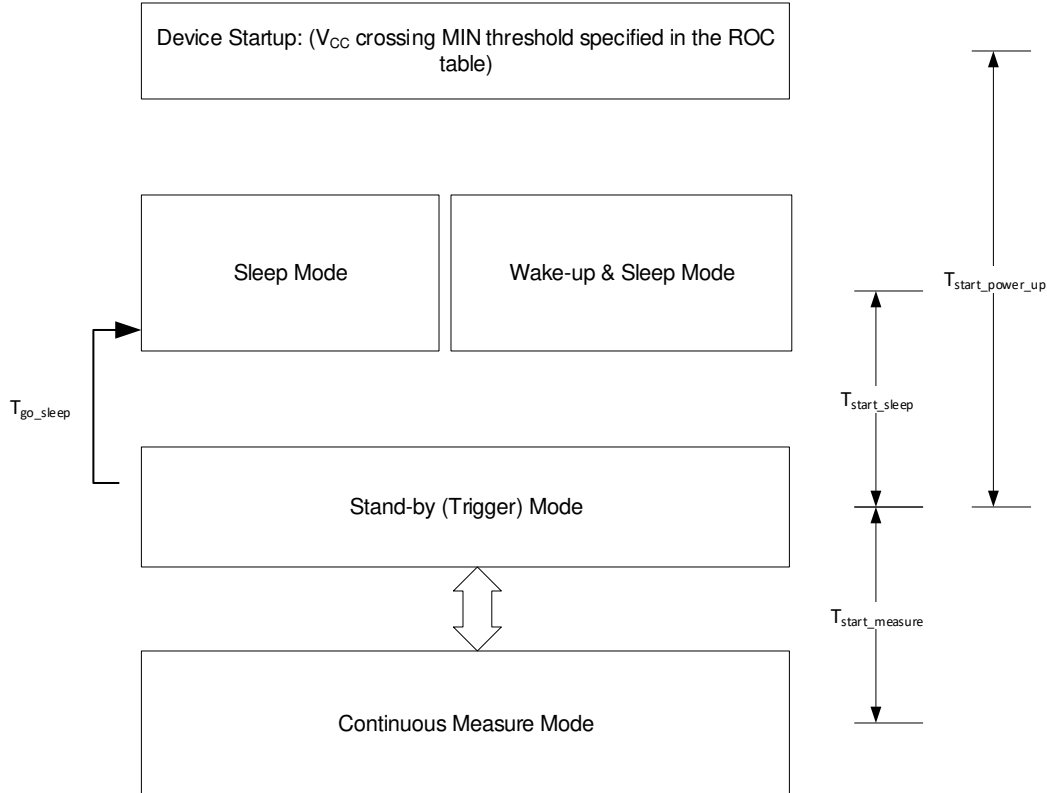 Device Startup: (VCC crossing MIN threshold specified in the ROC
table)
Sleep Mode
Wake-up & Sleep Mode
Tstart_power_up
Tgo_sleep
Tstart_sleep
Stand-by (Trigger) Mode
Tstart_measure
Continuous Measure Mode